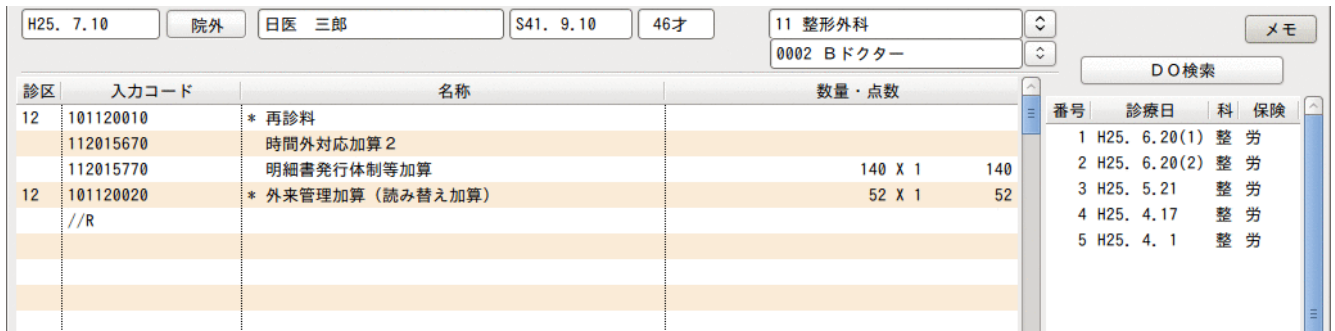 H25. 7.10 院外 日医 三郎 S41. 9.10 46才 11 整形外科 メモ
0002 Bドクター
DO検索
診区 入力コード 名称 数量・点数
12 101120010 * 再診料
112015670 時間外対応加算2
112015770 明細書発行体制等加算 140 X 1 140
12 101120020 * 外来管理加算(読み替え加算) 52 X 1 52
//R
番号 診療日 科 保険
1 H25. 6.20(1) 整 労
2 H25. 6.20(2) 整 労
3 H25. 5.21 整 労
4 H25. 4.17 整 労
5 H25. 4. 1 整 労